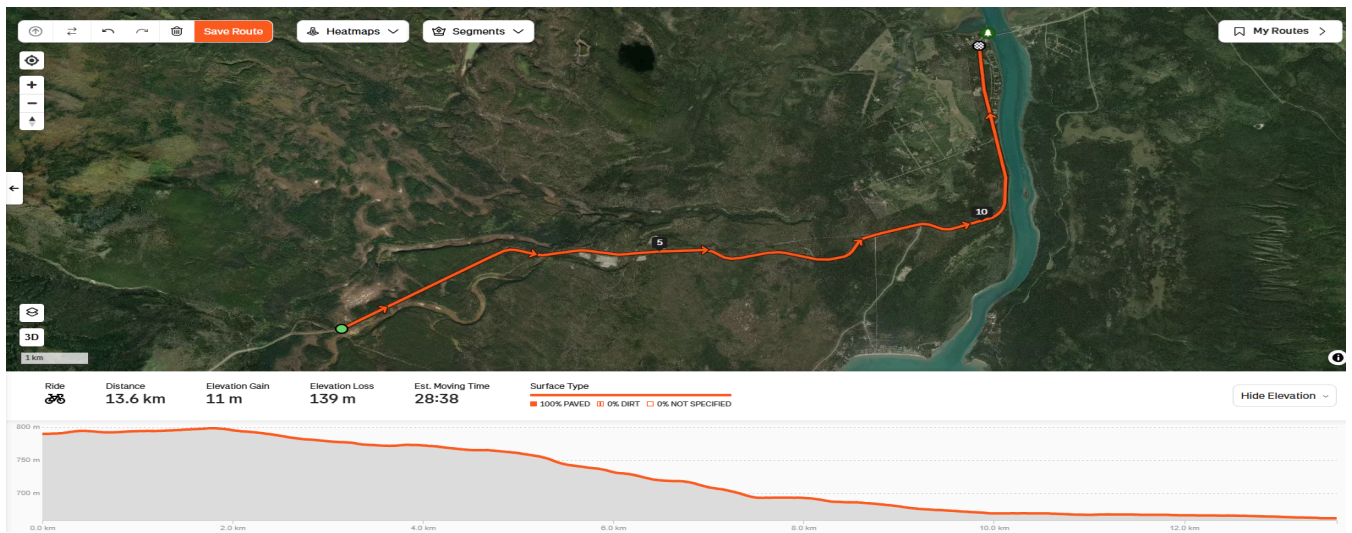 Save Route
Heatmaps
Segments
My Routes
5
10
3D
1 km
Ride
Distance
Elevation Gain
Elevation Loss
Est. Moving Time
Surface Type
13.6 km
11 m
139 m
28:38
100% PAVED 0% DIRT 0% NOT SPECIFIED
Hide Elevation
800 m
750 m
700 m
0.0 km 2.0 km 4.0 km 6.0 km 8.0 km 10.0 km 12.0 km